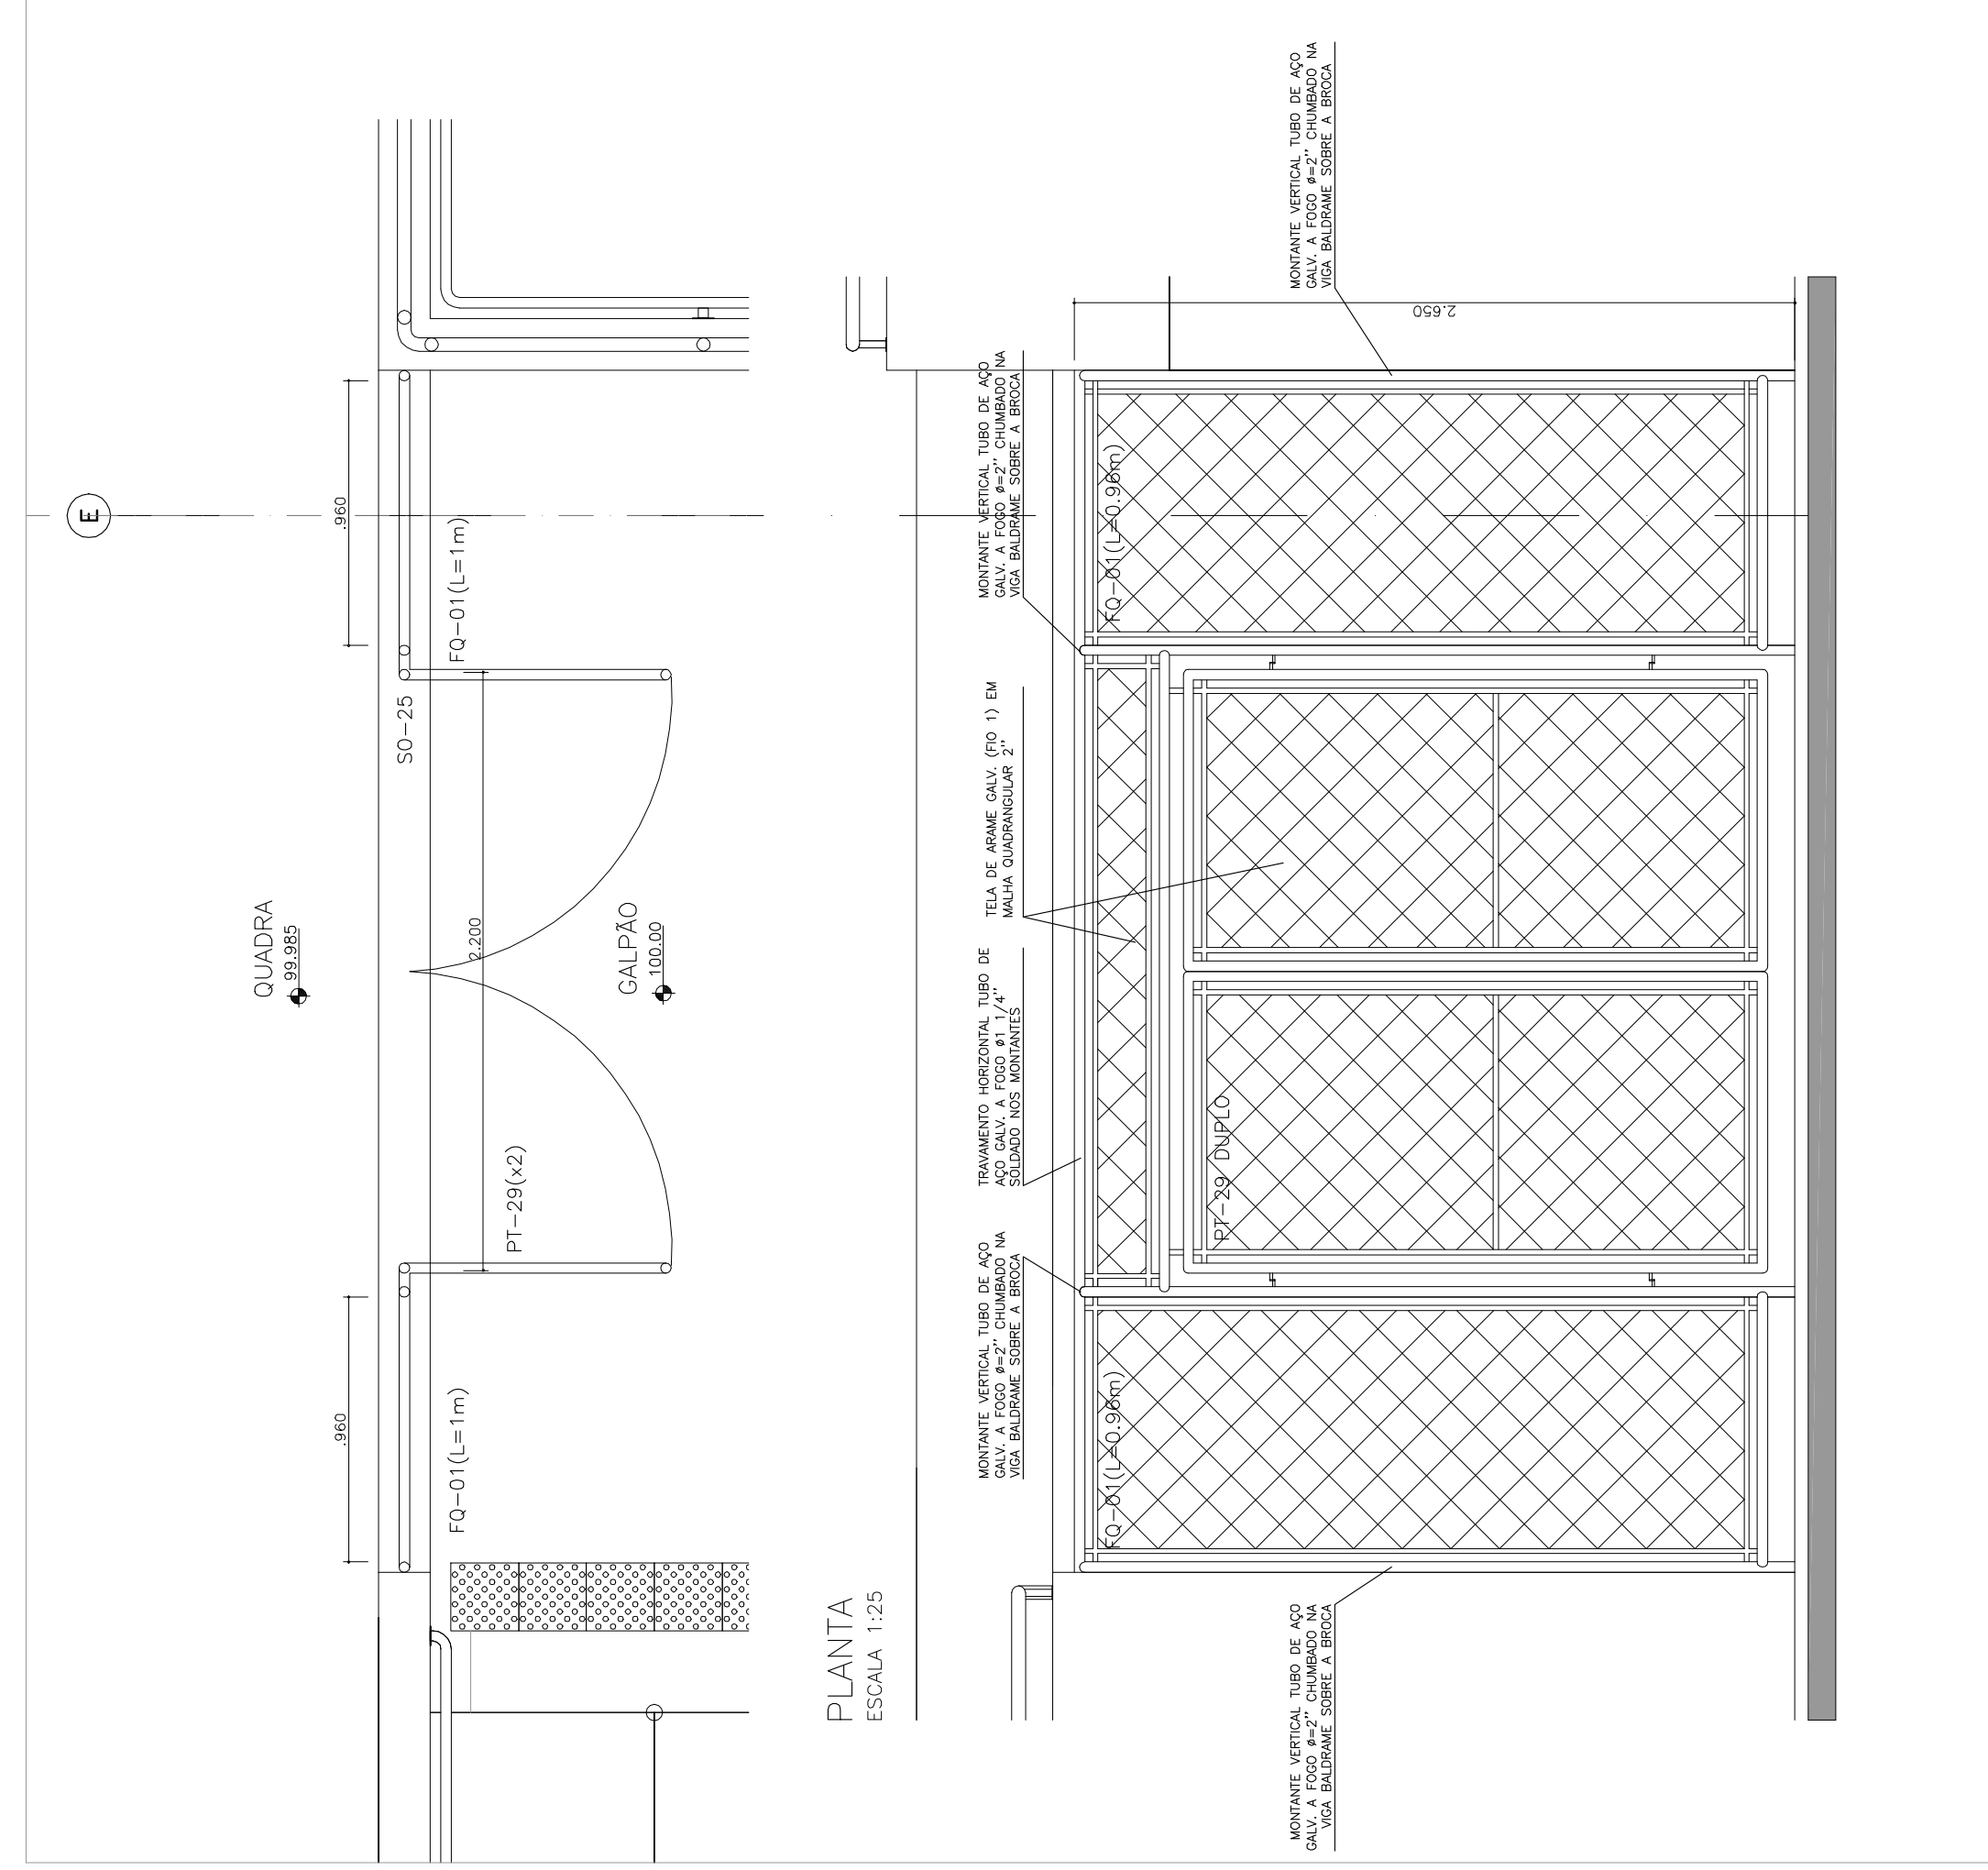 E
QUADRA
99.985
.960
.960
SO-25
FQ-01(L=1m)
FQ-01(L=1m)
2.200
PT-29(x2)
GALPÃO
100.00
PLANTA
ESCALA 1:25
MONTANTE VERTICAL TUBO DE AÇO
GALV. A FOGO ø=2'' CHUMBADO NA
VIGA BALDRAME SOBRE A BROCA
TRAVAMENTO HORIZONTAL TUBO DE
AÇO GALV. A FOGO ø1 1/4''
SOLDADO NOS MONTANTES
TELA DE ARAME GALV. (FIO 1) EM
MALHA QUADRANGULAR 2''
MONTANTE VERTICAL TUBO DE AÇO
GALV. A FOGO ø=2'' CHUMBADO NA
VIGA BALDRAME SOBRE A BROCA
FQ-01(L=0.96m)
FQ-01(L=0.96m)
PT-29 DUPLO
MONTANTE VERTICAL TUBO DE AÇO
GALV. A FOGO ø=2'' CHUMBADO NA
VIGA BALDRAME SOBRE A BROCA
MONTANTE VERTICAL TUBO DE AÇO
GALV. A FOGO ø=2'' CHUMBADO NA
VIGA BALDRAME SOBRE A BROCA
2.650